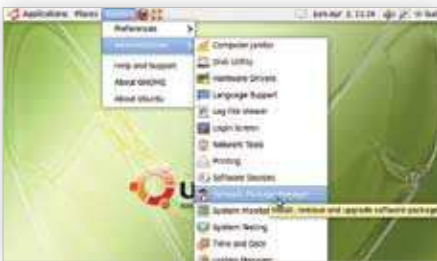 Applications Places System
Preferences
Administration
Help and Support
About GNOME
About Ubuntu
Computer Janitor
Disk Utility
Hardware Drivers
Language Support
Log File Viewer
Login Screen
Network Tools
Printing
Software Sources
Synaptic Package Manager
System Monitor
Install, remove and upgrade software packages
System Testing
Time and Date
Update Manager